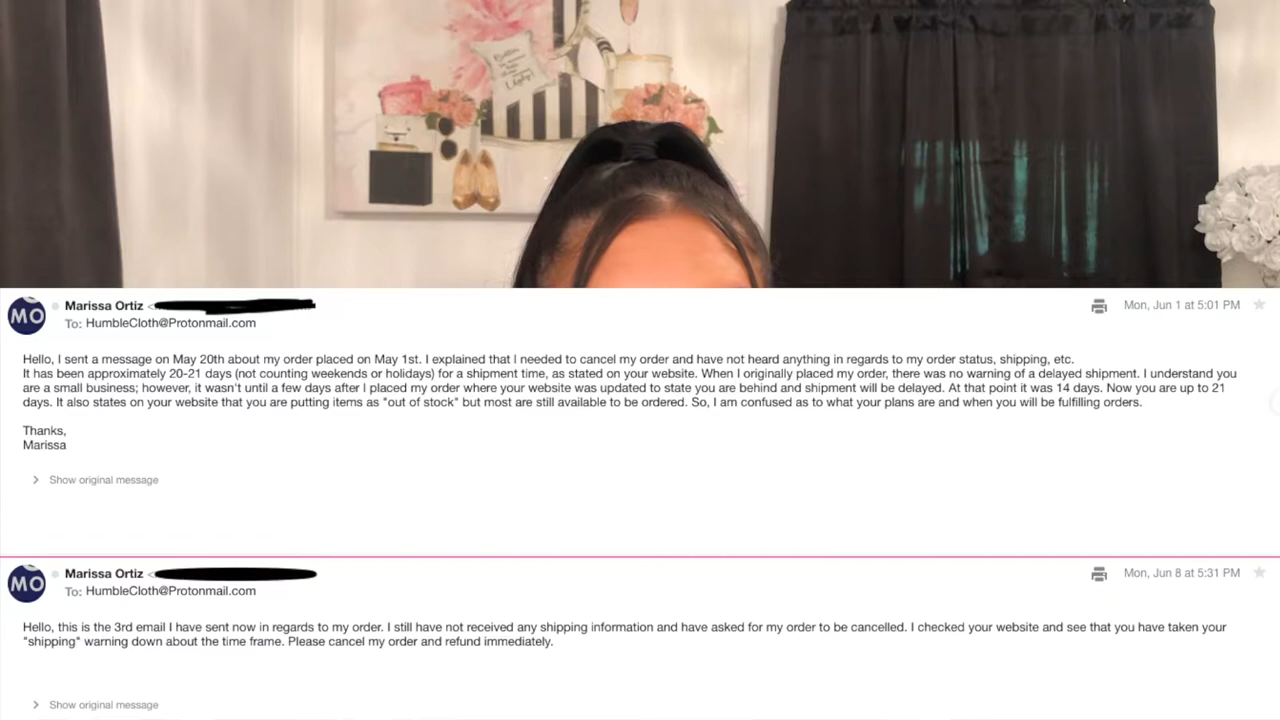 MO
Marissa Ortiz <
To: HumbleCloth@Protonmail.com
Mon, Jun 1 at 5:01 PM
Hello, I sent a message on May 20th about my order placed on May 1st. I explained that I needed to cancel my order and have not heard anything in regards to my order status, shipping, etc.
It has been approximately 20-21 days (not counting weekends or holidays) for a shipment time, as stated on your website. When I originally placed my order, there was no warning of a delayed shipment. I understand you
are a small business; however, it wasn't until a few days after I placed my order where your website was updated to state you are behind and shipment will be delayed. At that point it was 14 days. Now you are up to 21
days. It also states on your website that you are putting items as "out of stock" but most are still available to be ordered. So, I am confused as to what your plans are and when you will be fulfilling orders.
Thanks,
Marissa
Show original message
MO
Marissa Ortiz <
To: HumbleCloth@Protonmail.com
Mon, Jun 8 at 5:31 PM
Hello, this is the 3rd email I have sent now in regards to my order. I still have not received any shipping information and have asked for my order to be cancelled. I checked your website and see that you have taken your
"shipping" warning down about the time frame. Please cancel my order and refund immediately.
Show original message